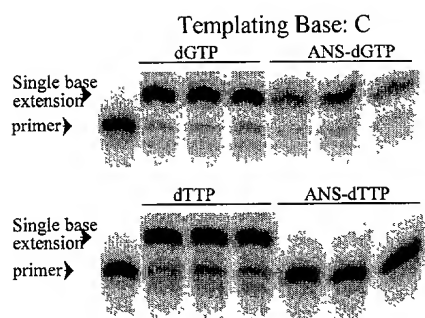 Templating Base: C
dGTP ANS-dGTP
Single base
extension
primer
dTTP ANS-dTTP
Single base
extension
primer